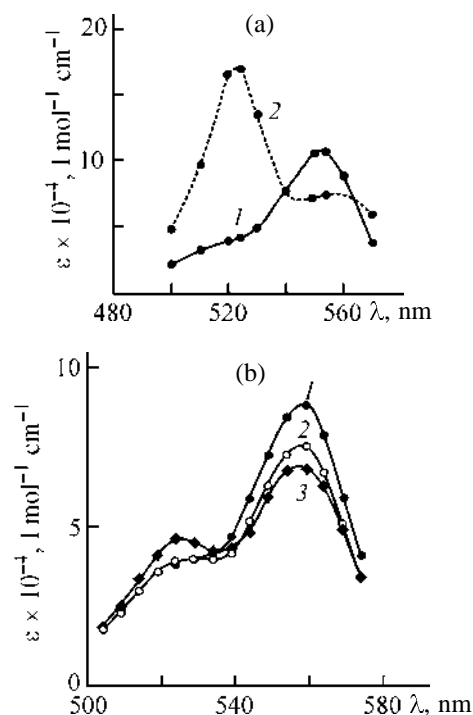 (a)
20
10
ε × 10⁻⁴, l mol⁻¹ cm⁻¹
2
1
480 520 560 λ, nm
(b)
10
5
0
ε × 10⁻⁴, l mol⁻¹ cm⁻¹
2
3
500 540 580 λ, nm